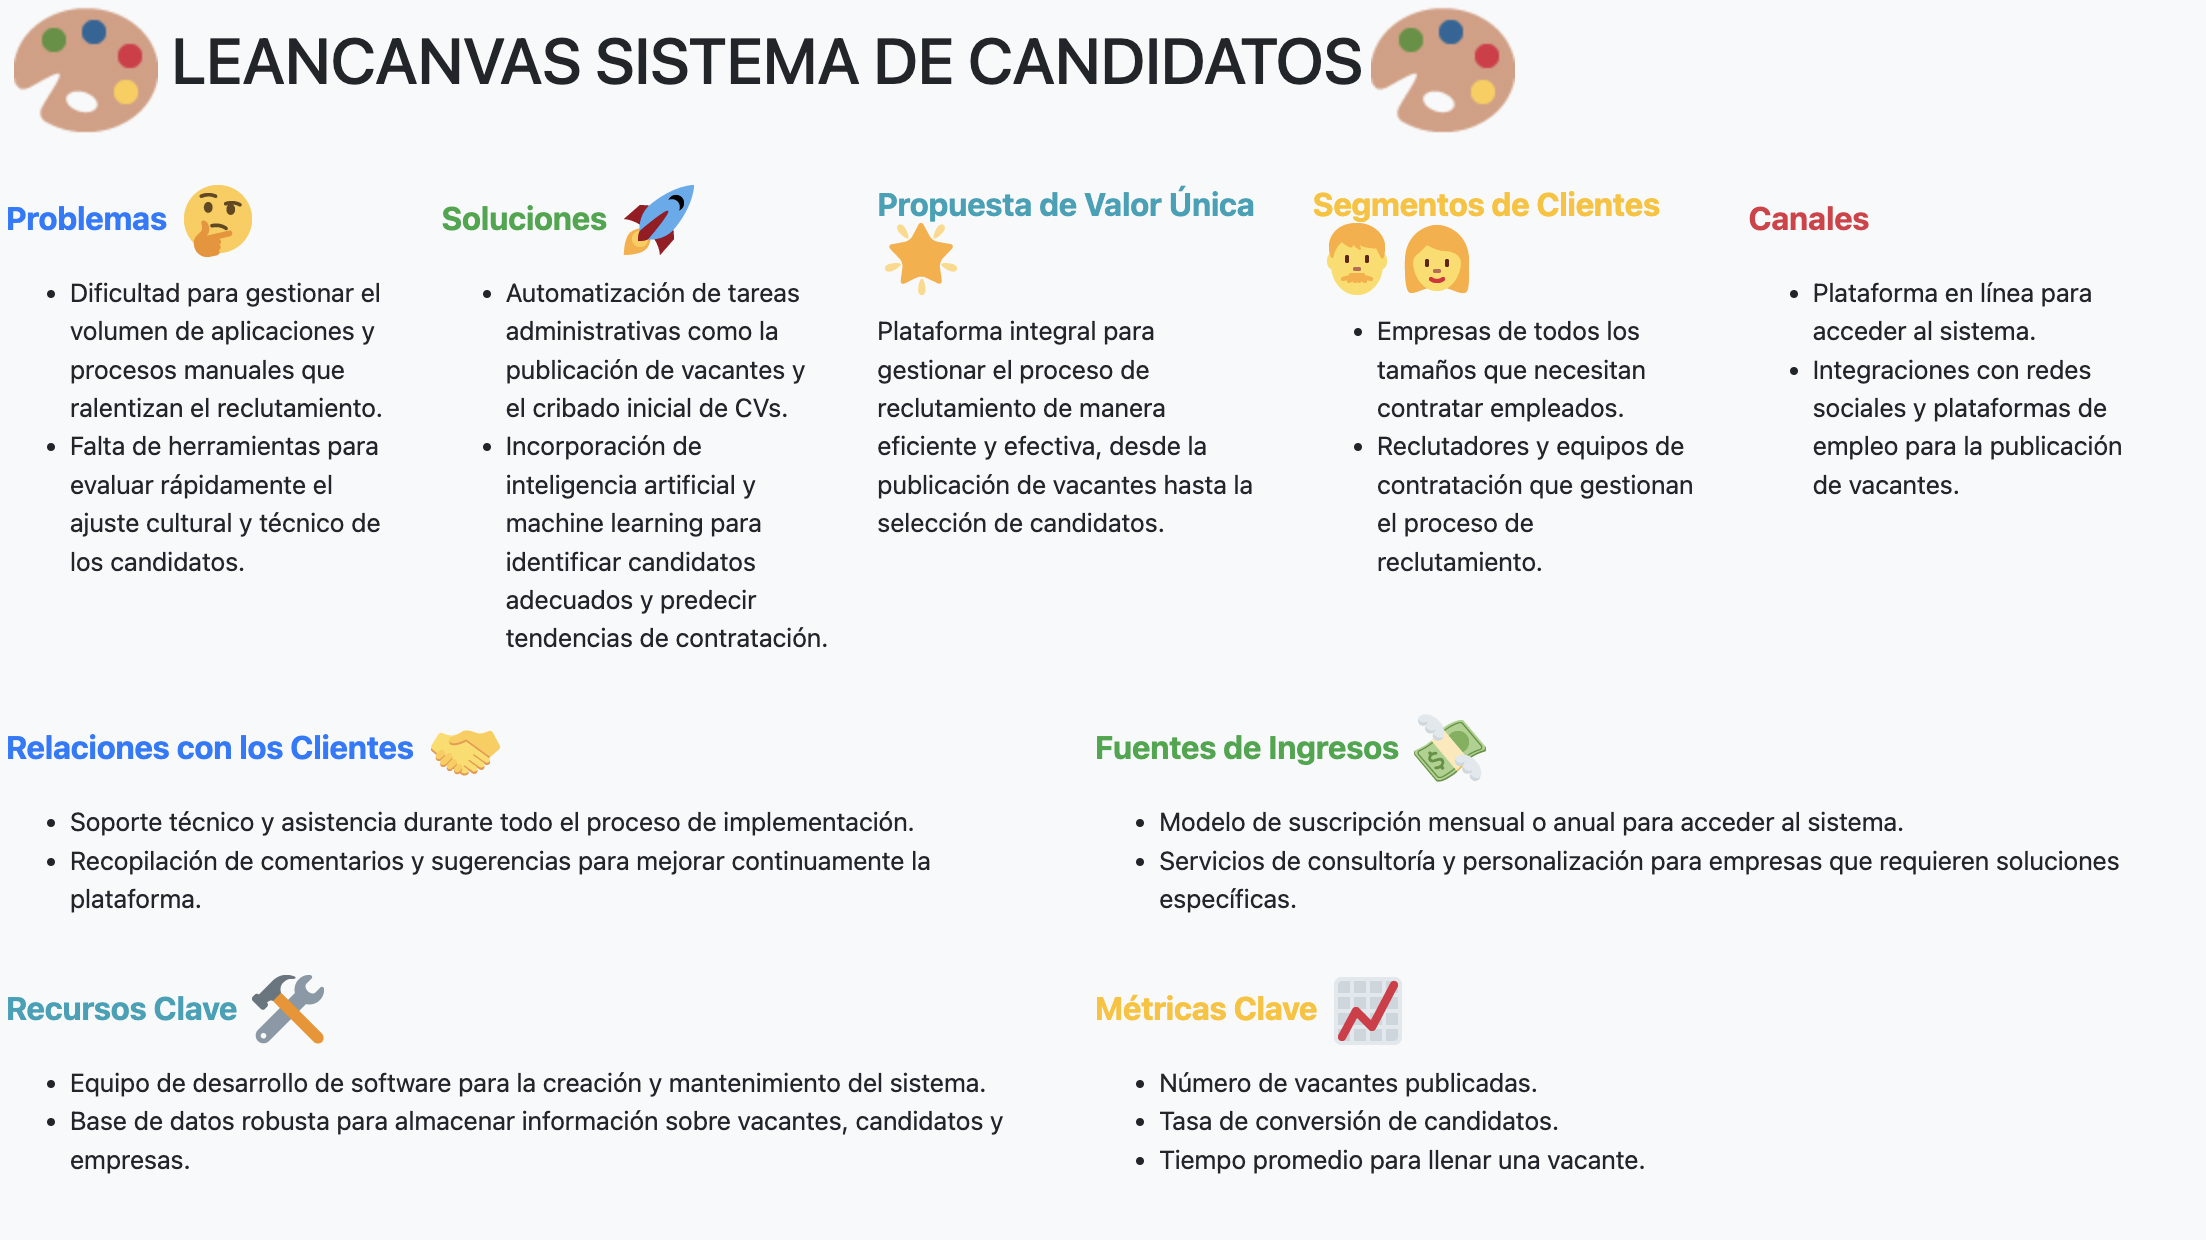 LEANCANVAS SISTEMA DE CANDIDATOS
Problemas
• Dificultad para gestionar el
volumen de aplicaciones y
procesos manuales que
ralentizan el reclutamiento.
• Falta de herramientas para
evaluar rápidamente el
ajuste cultural y técnico de
los candidatos.
Soluciones
• Automatización de tareas
administrativas como la
publicación de vacantes y
el cribado inicial de CVs.
• Incorporación de
inteligencia artificial y
machine learning para
identificar candidatos
adecuados y predecir
tendencias de contratación.
Propuesta de Valor Única
Plataforma integral para
gestionar el proceso de
reclutamiento de manera
eficiente y efectiva, desde la
publicación de vacantes hasta la
selección de candidatos.
Segmentos de Clientes
• Empresas de todos los
tamaños que necesitan
contratar empleados.
• Reclutadores y equipos de
contratación que gestionan
el proceso de
reclutamiento.
Canales
• Plataforma en línea para
acceder al sistema.
• Integraciones con redes
sociales y plataformas de
empleo para la publicación
de vacantes.
Relaciones con los Clientes
• Soporte técnico y asistencia durante todo el proceso de implementación.
• Recopilación de comentarios y sugerencias para mejorar continuamente la
plataforma.
Fuentes de Ingresos
• Modelo de suscripción mensual o anual para acceder al sistema.
• Servicios de consultoría y personalización para empresas que requieren soluciones
específicas.
Recursos Clave
• Equipo de desarrollo de software para la creación y mantenimiento del sistema.
• Base de datos robusta para almacenar información sobre vacantes, candidatos y
empresas.
Métricas Clave
• Número de vacantes publicadas.
• Tasa de conversión de candidatos.
• Tiempo promedio para llenar una vacante.